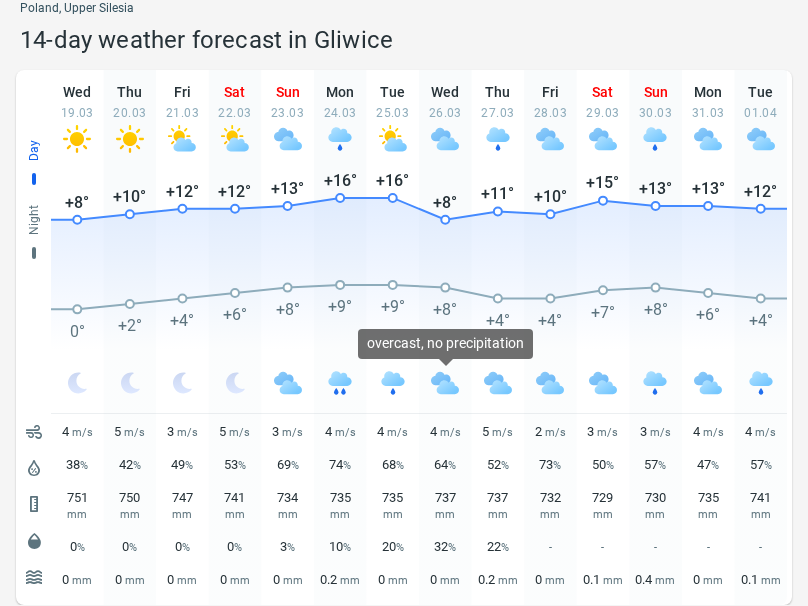 Poland, Upper Silesia
14-day weather forecast in Gliwice
Wed Thu Fri Sat Sun Mon Tue Wed Thu Fri Sat Sun Mon Tue
19.03 20.03 21.03 22.03 23.03 24.03 25.03 26.03 27.03 28.03 29.03 30.03 31.03 01.04
Day
+8° +10° +12° +12° +13° +16° +16° +8° +11° +10° +15° +13° +13° +12°
Night
0° +2° +4° +6° +8° +9° +9° +8° +4° +4° +7° +8° +6° +4°
overcast, no precipitation
4 m/s 5 m/s 3 m/s 5 m/s 3 m/s 4 m/s 4 m/s 4 m/s 5 m/s 2 m/s 3 m/s 3 m/s 4 m/s 4 m/s
38% 42% 49% 53% 69% 74% 68% 64% 52% 73% 50% 57% 47% 57%
751 750 747 741 734 735 735 737 737 732 729 730 735 741
mm mm mm mm mm mm mm mm mm mm mm mm mm mm
0% 0% 0% 0% 3% 10% 20% 32% 22% - - - - -
0 mm 0 mm 0 mm 0 mm 0 mm 0.2 mm 0 mm 0 mm 0.2 mm 0 mm 0.1 mm 0.4 mm 0 mm 0.1 mm